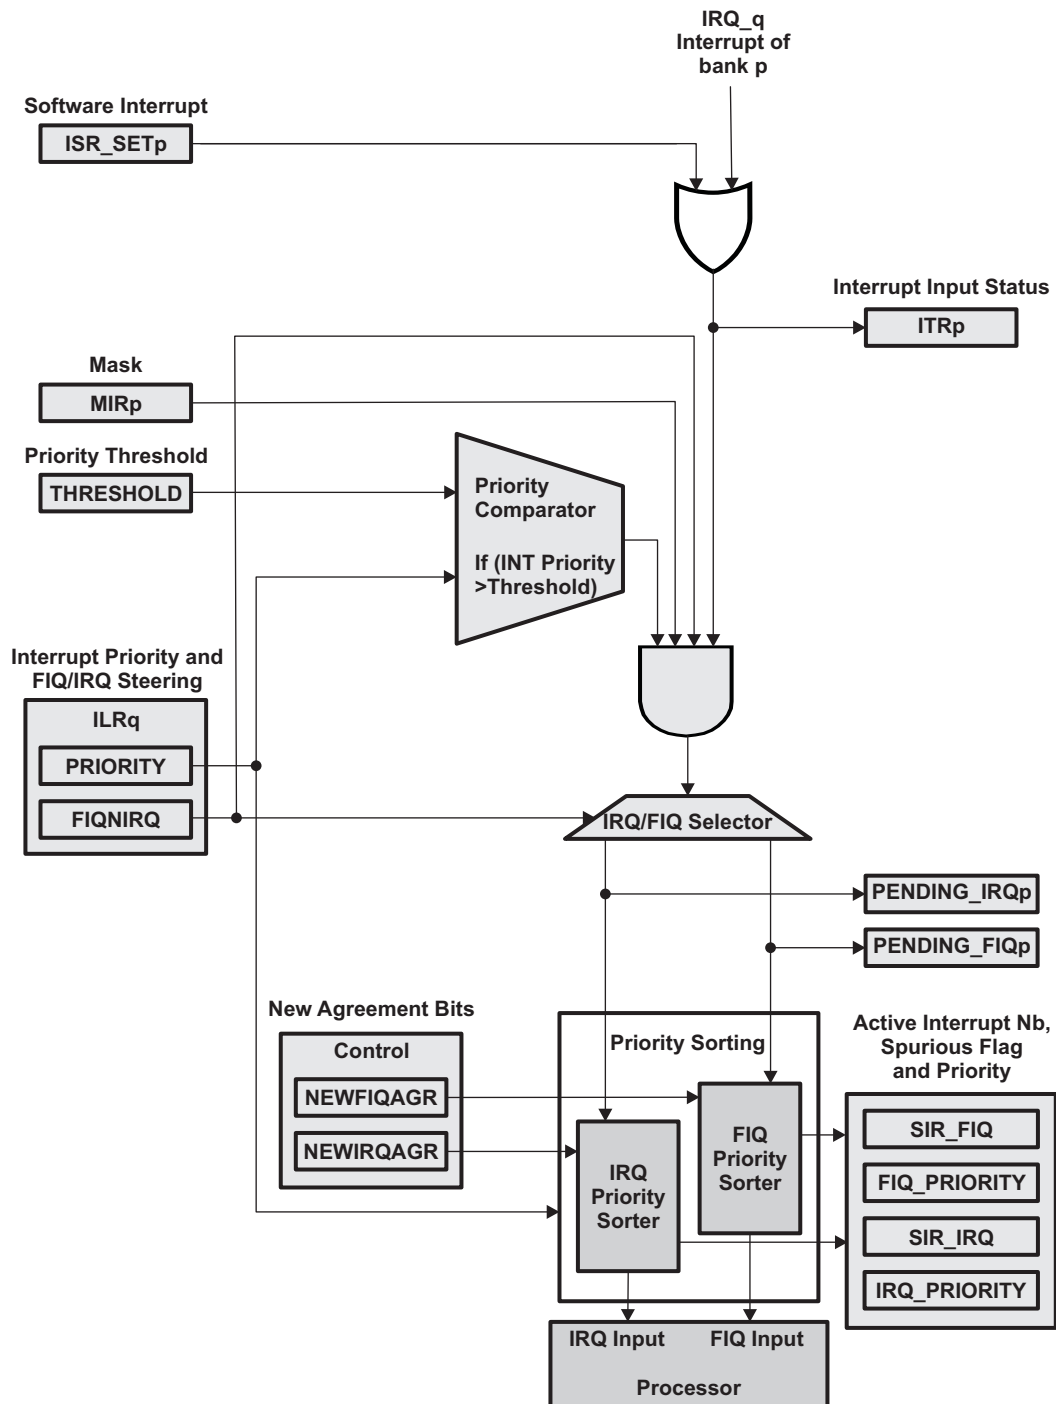 IRQ_q
Interrupt of
bank p
Software Interrupt
ISR_SETp
Interrupt Input Status
ITRp
Mask
MIRp
Priority Threshold
THRESHOLD
Priority
Comparator
If (INT Priority
>Threshold)
Interrupt Priority and
FIQ/IRQ Steering
ILRq
PRIORITY
FIQNIRQ
IRQ/FIQ Selector
PENDING_IRQp
PENDING_FIQp
New Agreement Bits
Control
NEWFIQAGR
NEWIRQAGR
Priority Sorting
IRQ
Priority
Sorter
FIQ
Priority
Sorter
Active Interrupt Nb,
Spurious Flag
and Priority
SIR_FIQ
FIQ_PRIORITY
SIR_IRQ
IRQ_PRIORITY
IRQ Input
FIQ Input
Processor